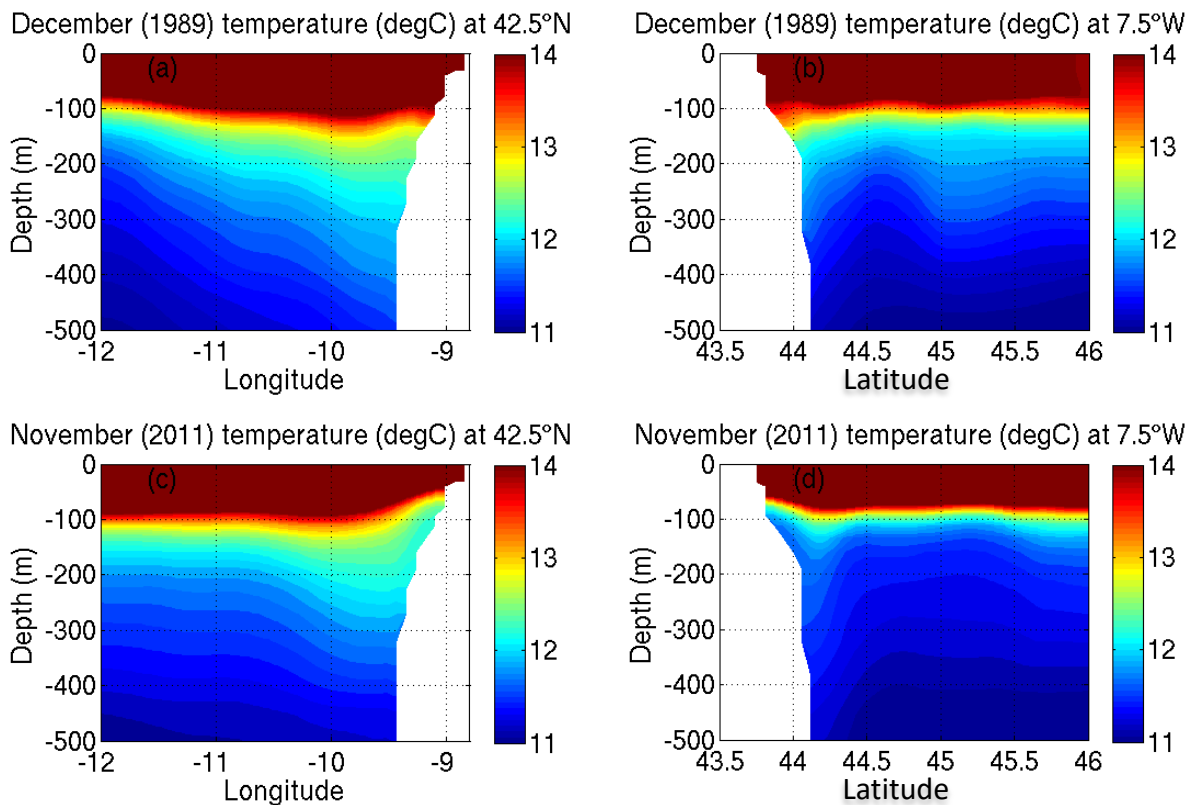 December (1989) temperature (degC) at 42.5°N
(a)
0
-100
-200
-300
-400
-500
Depth (m)
-12 -11 -10 -9
Longitude
14
13
12
11
December (1989) temperature (degC) at 7.5°W
(b)
0
-100
-200
-300
-400
-500
Depth (m)
43.5 44 44.5 45 45.5 46
Latitude
14
13
12
11
November (2011) temperature (degC) at 42.5°N
(c)
0
-100
-200
-300
-400
-500
Depth (m)
-12 -11 -10 -9
Longitude
14
13
12
11
November (2011) temperature (degC) at 7.5°W
(d)
0
-100
-200
-300
-400
-500
Depth (m)
43.5 44 44.5 45 45.5 46
Latitude
14
13
12
11